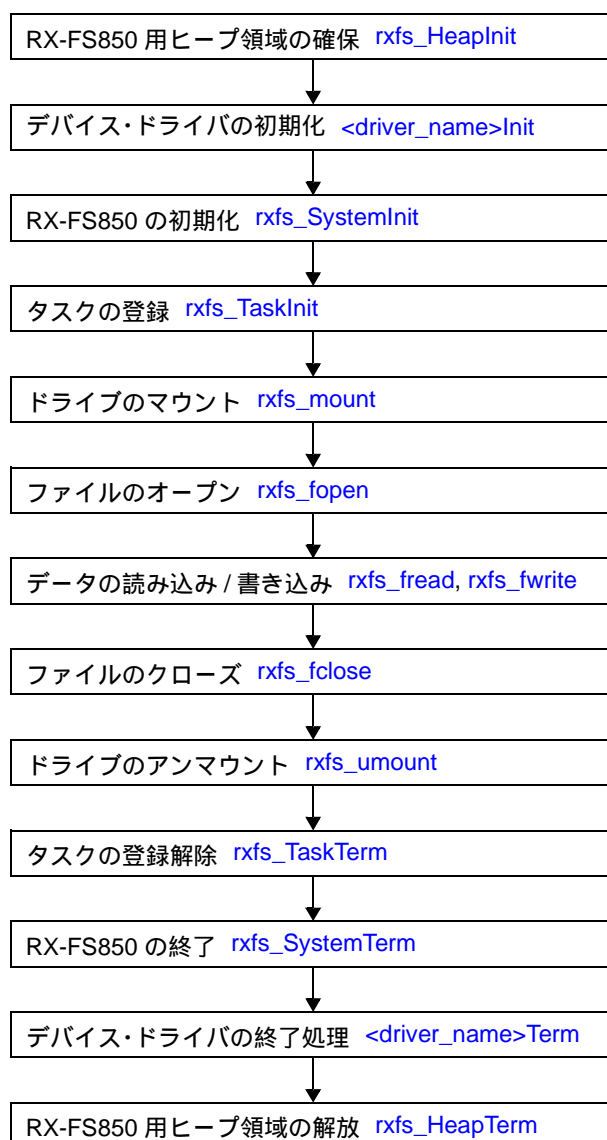 RX-FS850 用ヒープ領域の確保 rxfs_HeapInit
デバイス・ドライバの初期化 <driver_name>Init
RX-FS850 の初期化 rxfs_SystemInit
タスクの登録 rxfs_TaskInit
ドライブのマウント rxfs_mount
ファイルのオープン rxfs_fopen
データの読み込み / 書き込み rxfs_fread, rxfs_fwrite
ファイルのクローズ rxfs_fclose
ドライブのアンマウント rxfs_umount
タスクの登録解除 rxfs_TaskTerm
RX-FS850 の終了 rxfs_SystemTerm
デバイス・ドライバの終了処理 <driver_name>Term
RX-FS850 用ヒープ領域の解放 rxfs_HeapTerm